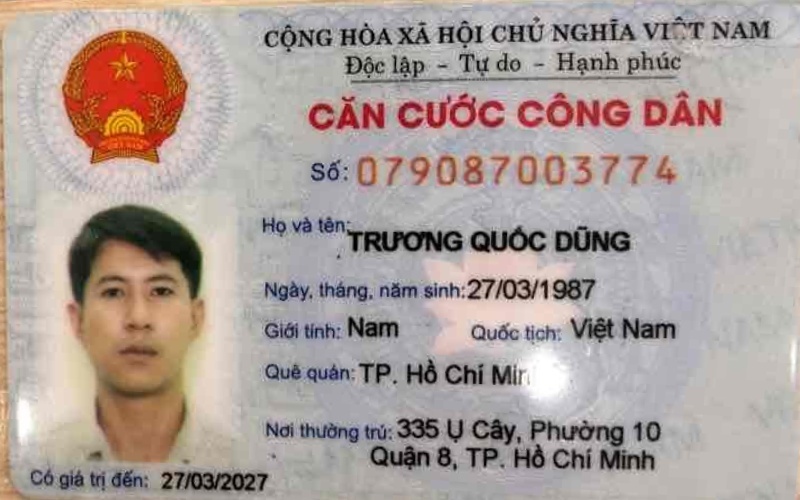 CỘNG HÒA XÃ HỘI CHỦ NGHĨA VIỆT NAM
Độc lập - Tự do - Hạnh phúc
CĂN CƯỚC CÔNG DÂN
Số: 079087003774
Họ và tên: TRƯƠNG QUỐC DŨNG
Ngày, tháng, năm sinh: 27/03/1987
Giới tính: Nam Quốc tịch: Việt Nam
Quê quán: TP. Hồ Chí Min
Nơi thường trú: 335 Ụ Cây, Phường 10
Quận 8, TP. Hồ Chí Minh
Có giá trị đến: 27/03/2027